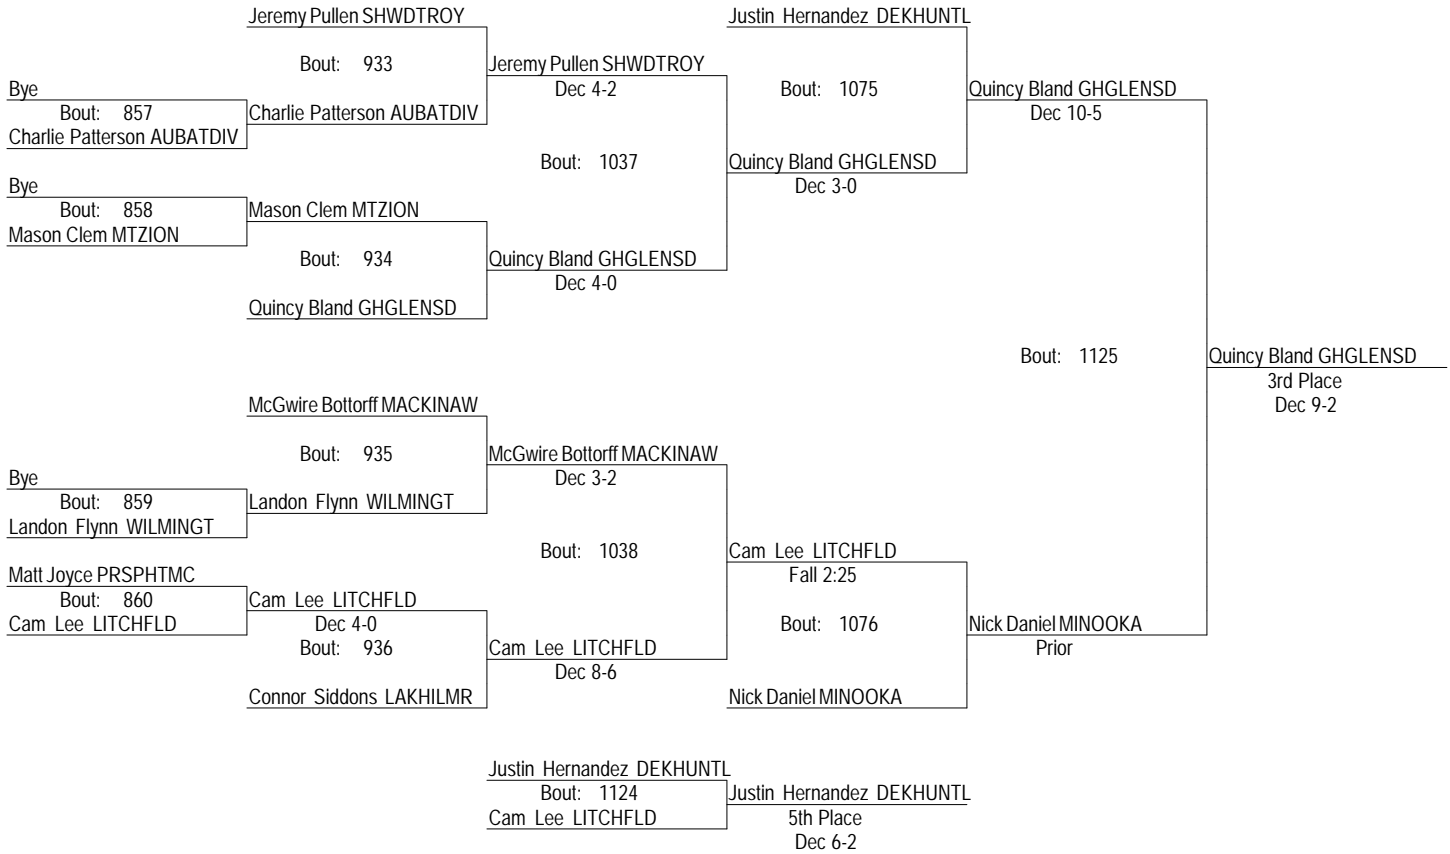 Jeremy Pullen SHWDTROY
Justin Hernandez DEKHUNTL
Bout: 933
Jeremy Pullen SHWDTROY
Dec 4-2
Bye
Bout: 857
Charlie Patterson AUBATDIV
Charlie Patterson AUBATDIV
Bout: 1075
Quincy Bland GHGLENSD
Dec 10-5
Bout: 1037
Quincy Bland GHGLENSD
Dec 3-0
Bye
Bout: 858
Mason Clem MTZION
Mason Clem MTZION
Bout: 934
Quincy Bland GHGLENSD
Dec 4-0
Quincy Bland GHGLENSD
Bout: 1125
Quincy Bland GHGLENSD
3rd Place
Dec 9-2
McGwire Bottorff MACKINAW
Bout: 935
McGwire Bottorff MACKINAW
Dec 3-2
Bye
Bout: 859
Landon Flynn WILMINGT
Landon Flynn WILMINGT
Bout: 1038
Cam Lee LITCHFLD
Fall 2:25
Matt Joyce PRSPHTMC
Bout: 860
Cam Lee LITCHFLD
Cam Lee LITCHFLD
Dec 4-0
Bout: 936
Cam Lee LITCHFLD
Dec 8-6
Connor Siddons LAKHILMR
Bout: 1076
Nick Daniel MINOOKA
Prior
Nick Daniel MINOOKA
Justin Hernandez DEKHUNTL
Bout: 1124
Cam Lee LITCHFLD
Justin Hernandez DEKHUNTL
5th Place
Dec 6-2